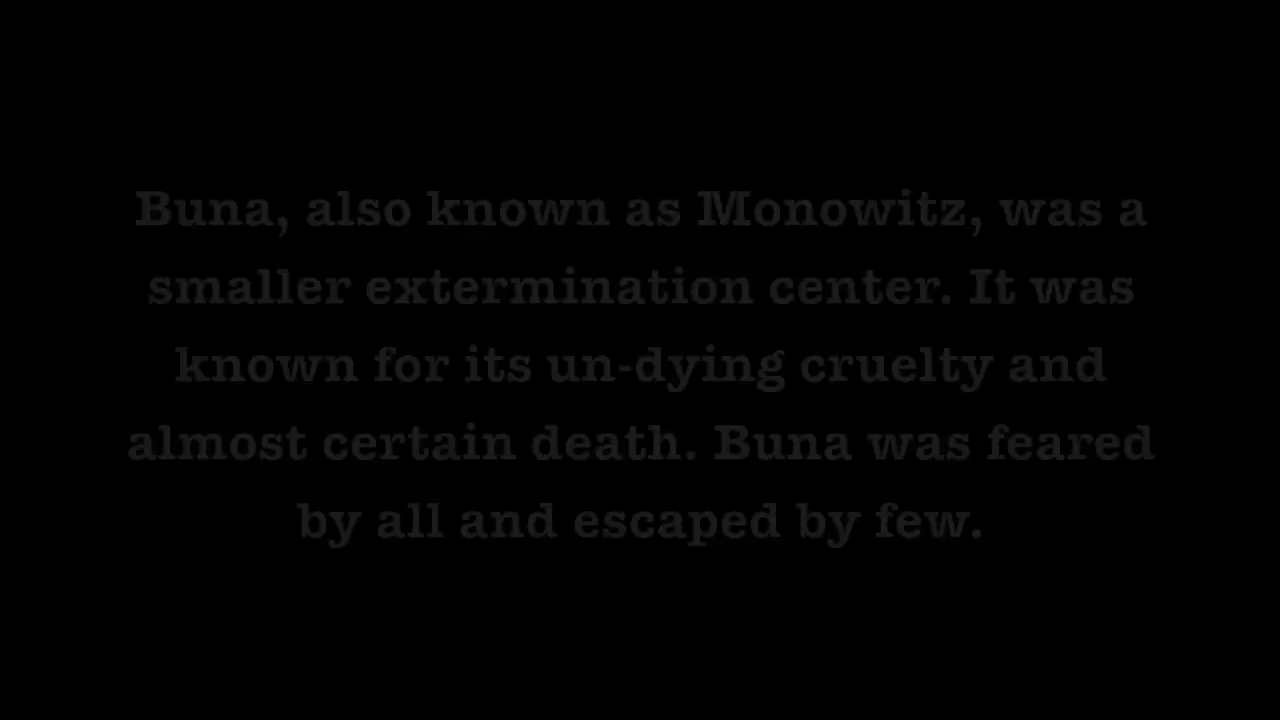 Buna, also known as Monowitz, was a
smaller extermination center. It was
known for its un-dying cruelty and
almost certain death. Buna was feared
by all and escaped by few.